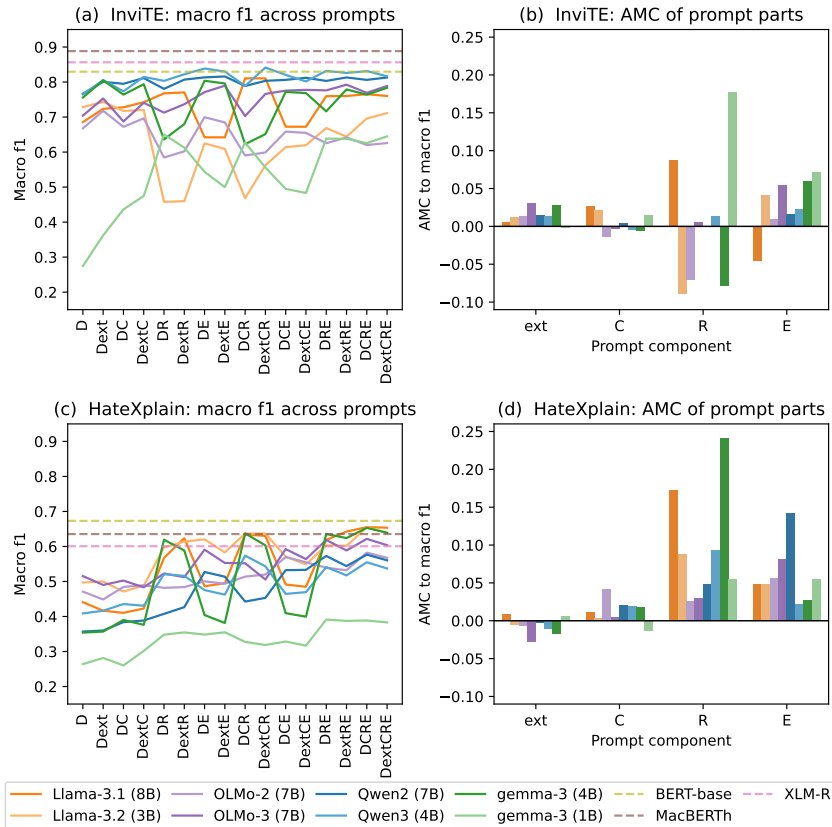 (a) InviTE: macro f1 across prompts
0.9
0.8
0.7
0.6
0.5
0.4
0.3
0.2
Macro f1
D
Dext
DC
DextC
DR
DextR
DE
DextE
DCR
DextCR
DCE
DextCE
DRE
DextRE
DCRE
DextCRE
(b) InviTE: AMC of prompt parts
0.25
0.20
0.15
0.10
0.05
0.00
−0.05
−0.10
AMC to macro f1
ext C R E
Prompt component
(c) HateXplain: macro f1 across prompts
0.9
0.8
0.7
0.6
0.5
0.4
0.3
0.2
Macro f1
D
Dext
DC
DextC
DR
DextR
DE
DextE
DCR
DextCR
DCE
DextCE
DRE
DextRE
DCRE
DextCRE
(d) HateXplain: AMC of prompt parts
0.25
0.20
0.15
0.10
0.05
0.00
−0.05
−0.10
AMC to macro f1
ext C R E
Prompt component
Llama-3.1 (8B) OLMo-2 (7B) Qwen2 (7B) gemma-3 (4B) BERT-base XLM-R
Llama-3.2 (3B) OLMo-3 (7B) Qwen3 (4B) gemma-3 (1B) MacBERTh